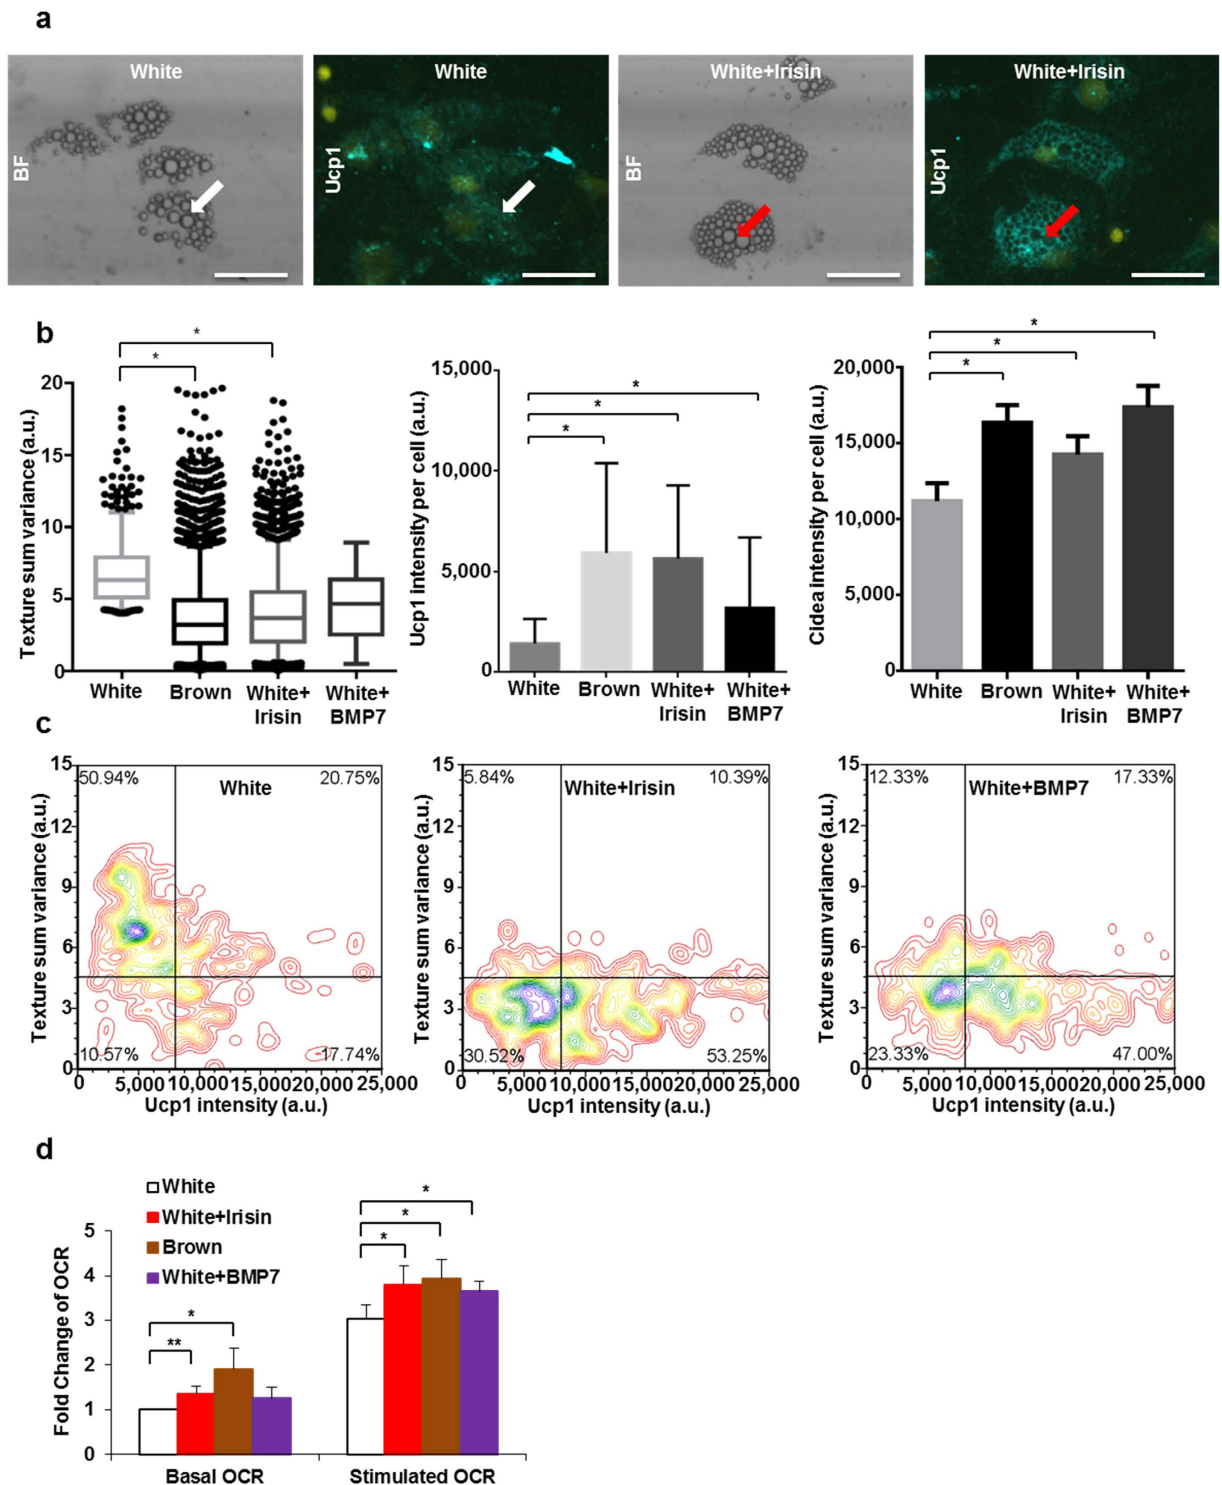 a
White
White
White+Irisin
White+Irisin
BF
Ucp1
BF
Ucp1
b
Texture sum variance (a.u.)
20
15
10
5
0
*
*
White
Brown
White+
Irisin
White+
BMP7
Ucp1 intensity per cell (a.u.)
15,000
10,000
5,000
0
*
*
*
White
Brown
White+
Irisin
White+
BMP7
Cidea intensity per cell (a.u.)
20,000
15,000
10,000
5,000
0
*
*
*
White
Brown
White+
Irisin
White+
BMP7
c
Texture sum variance (a.u.)
15
12
9
6
3
0
50.94%
20.75%
White
10.57%
17.74%
0
5,000
10,000
15,000
20,000
25,000
Ucp1 intensity (a.u.)
Texture sum variance (a.u.)
15
12
9
6
3
0
5.84%
10.39%
White+Irisin
30.52%
53.25%
0
5,000
10,000
15,000
20,000
25,000
Ucp1 intensity (a.u.)
Texture sum variance (a.u.)
15
12
9
6
3
0
12.33%
17.33%
White+BMP7
23.33%
47.00%
0
5,000
10,000
15,000
20,000
25,000
Ucp1 intensity (a.u.)
d
White
White+Irisin
Brown
White+BMP7
Fold Change of OCR
5
4
3
2
1
0
*
**
*
*
*
Basal OCR
Stimulated OCR